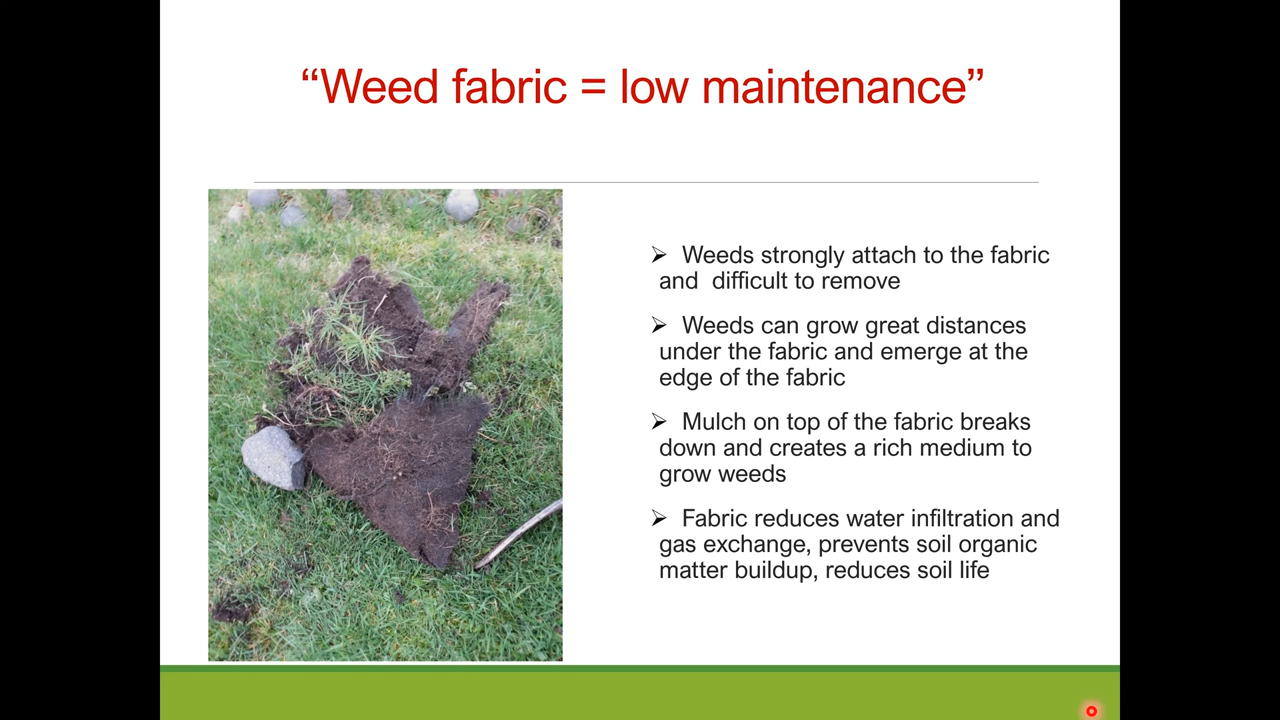 “Weed fabric = low maintenance”
➢ Weeds strongly attach to the fabric
and  difficult to remove
➢ Weeds can grow great distances
under the fabric and emerge at the
edge of the fabric
➢ Mulch on top of the fabric breaks
down and creates a rich medium to
grow weeds
➢ Fabric reduces water infiltration and
gas exchange, prevents soil organic
matter buildup, reduces soil life